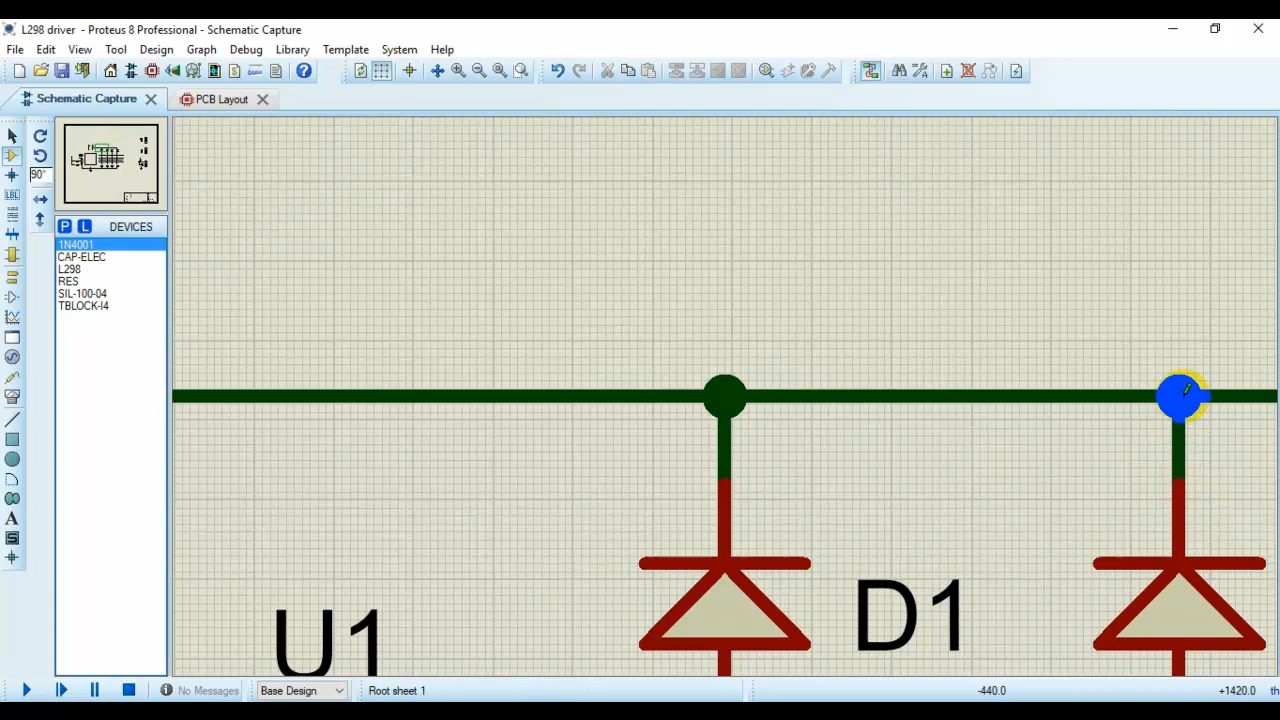 L298 driver - Proteus 8 Professional - Schematic Capture
File Edit View Tool Design Graph Debug Library Template System Help
Schematic Capture PCB Layout
90°
LBL
P L DEVICES
1N4001
CAP-ELEC
L298
RES
SIL-100-04
TBLOCK-I4
A
S
U1
D1
No Messages Base Design Root sheet 1 -440.0 +1420.0 th